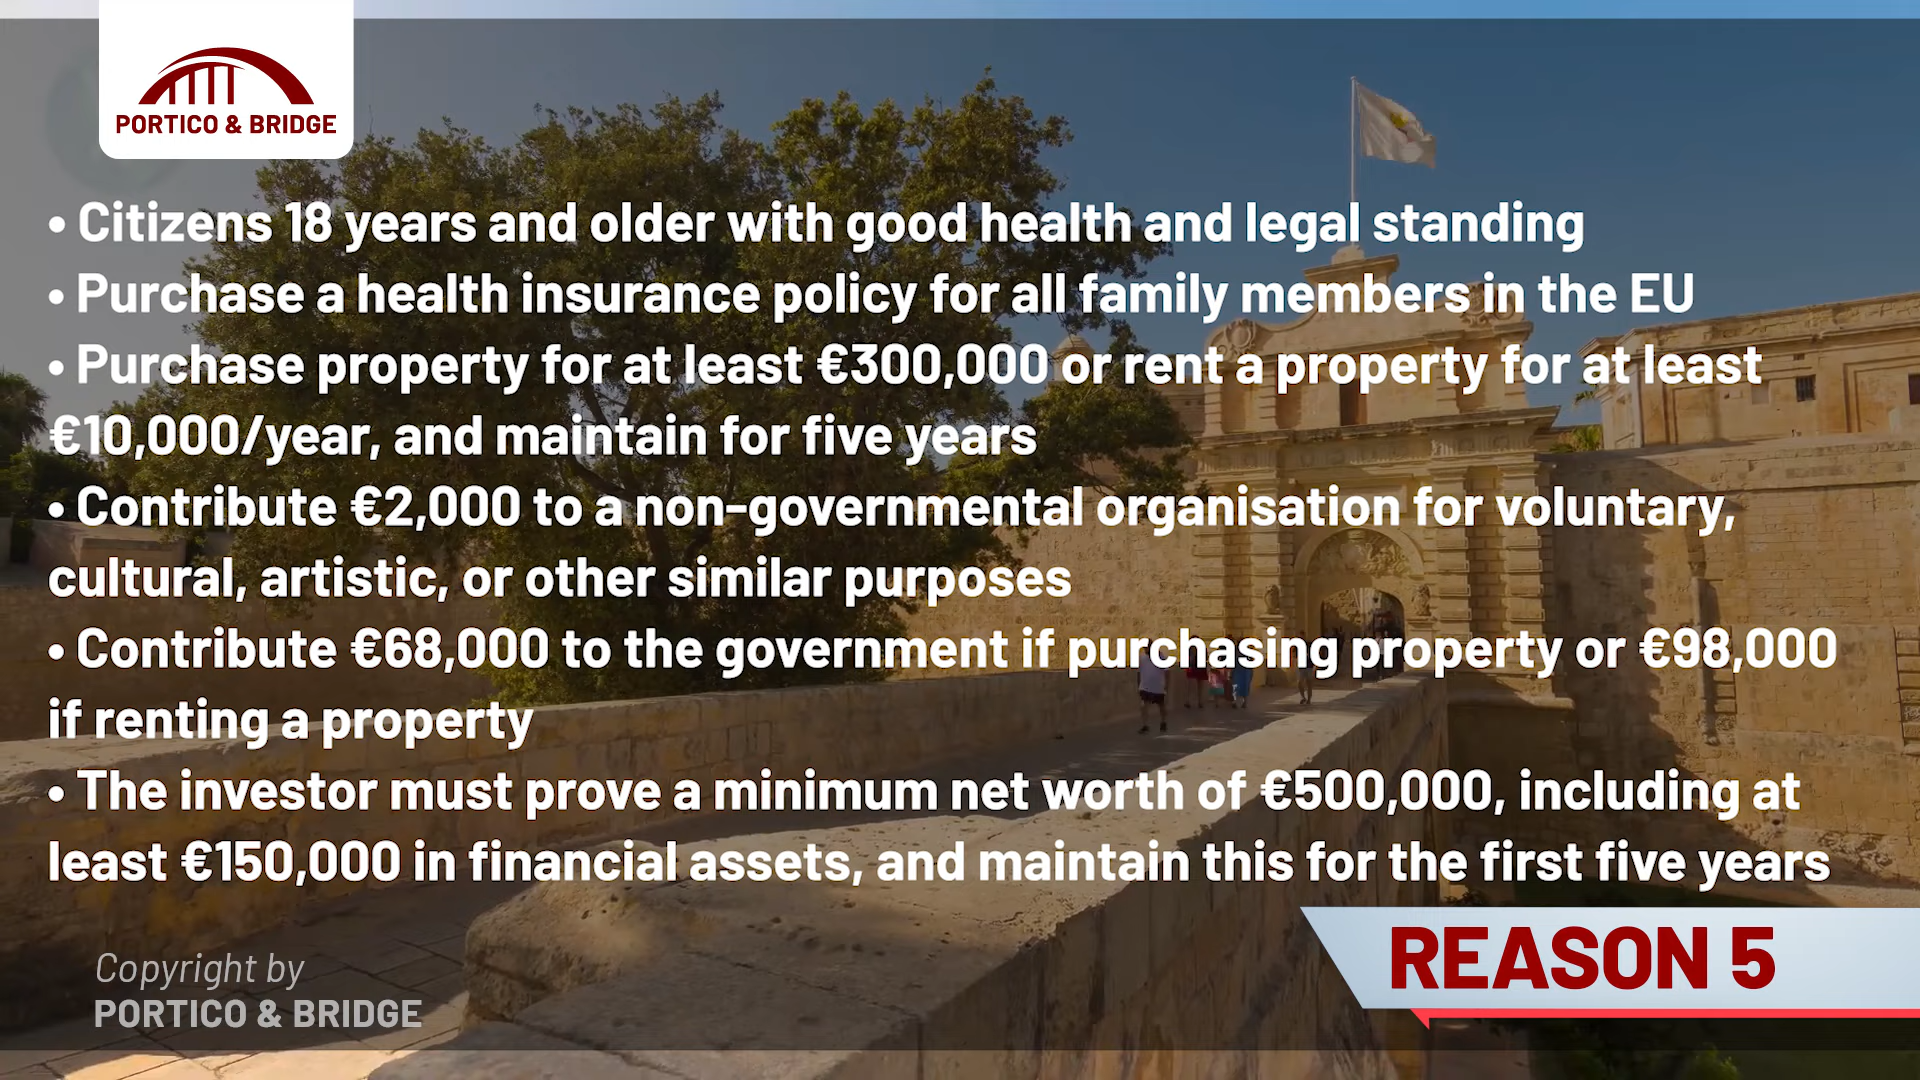 PORTICO & BRIDGE
• Citizens 18 years and older with good health and legal standing
• Purchase a health insurance policy for all family members in the EU
• Purchase property for at least €300,000 or rent a property for at least
€10,000/year, and maintain for five years
• Contribute €2,000 to a non-governmental organisation for voluntary,
cultural, artistic, or other similar purposes
• Contribute €68,000 to the government if purchasing property or €98,000
if renting a property
• The investor must prove a minimum net worth of €500,000, including at
least €150,000 in financial assets, and maintain this for the first five years
REASON 5
Copyright by
PORTICO & BRIDGE